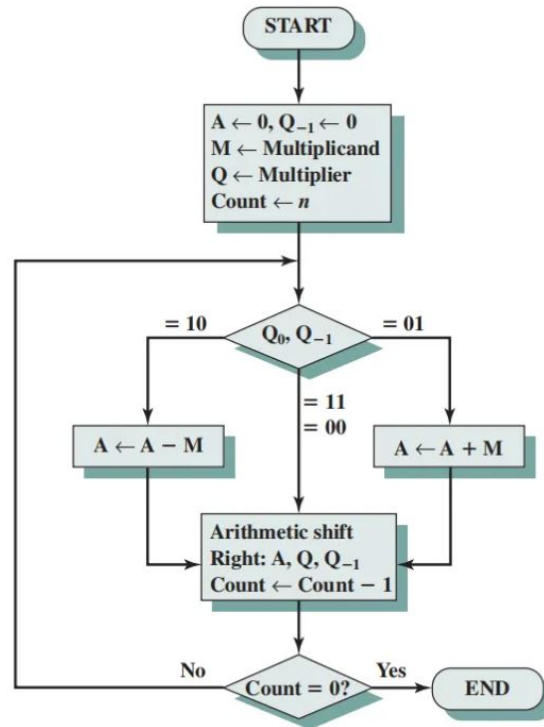 START
A ← 0, Q₋₁ ← 0
M ← Multiplicand
Q ← Multiplier
Count ← n
= 10
Q₀, Q₋₁
= 01
= 11
= 00
A ← A − M
A ← A + M
Arithmetic shift
Right: A, Q, Q₋₁
Count ← Count − 1
No
Count = 0?
Yes
END